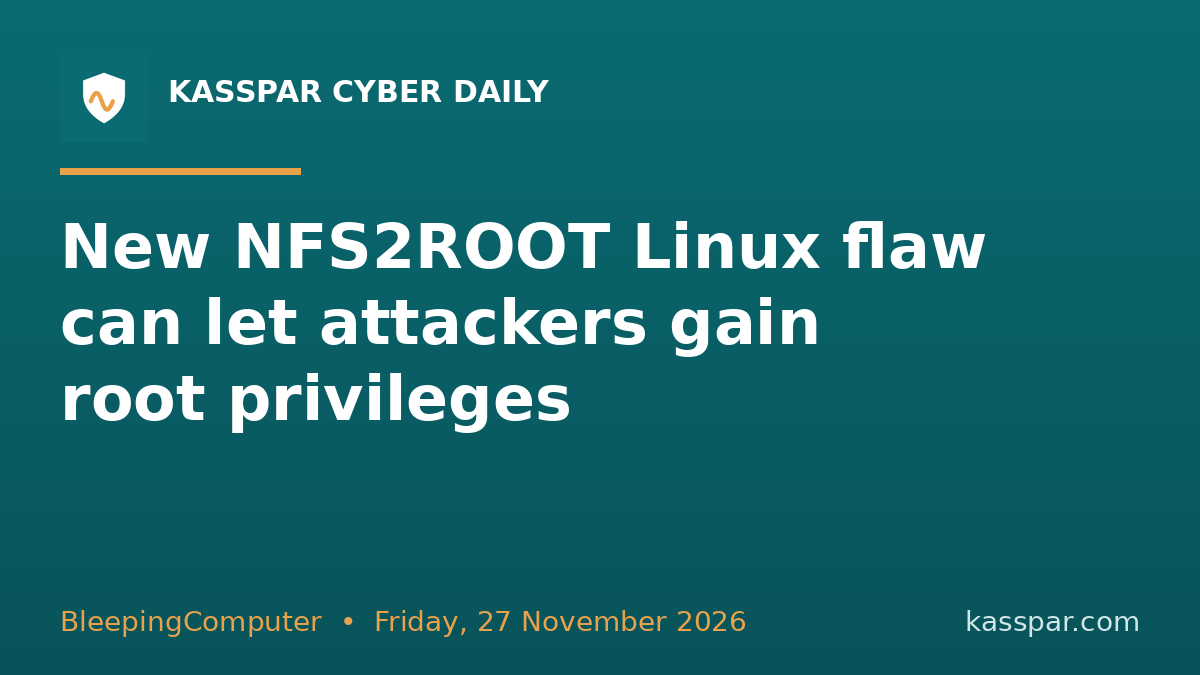 KASSPAR CYBER DAILY
New NFS2ROOT Linux flaw
can let attackers gain
root privileges
BleepingComputer • Friday, 27 November 2026
kasspar.com